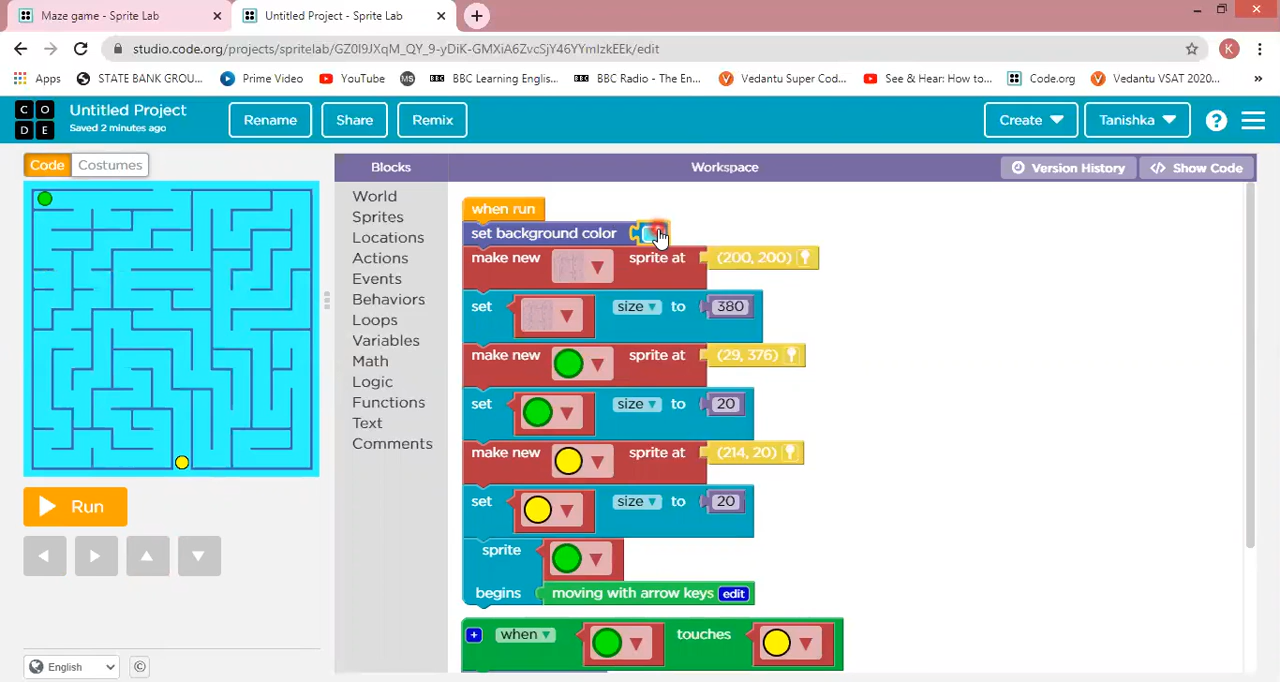 Maze game - Sprite Lab
Untitled Project - Sprite Lab
studio.code.org/projects/spritelab/GZ0I9JXqM_QY_9-yDiK-GMXiA6ZvcSjY46YYmIzkEEk/edit
K
Apps
STATE BANK GROU...
Prime Video
YouTube
MS
BBC Learning Englis...
BBC Radio - The En...
Vedantu Super Cod...
See & Hear: How to...
Code.org
Vedantu VSAT 2020...
»
C O
D E
Untitled Project
Saved 2 minutes ago
Rename
Share
Remix
Create
Tanishka
?
Code
Costumes
Blocks
Workspace
Version History
</> Show Code
World
Sprites
Locations
Actions
Events
Behaviors
Loops
Variables
Math
Logic
Functions
Text
Comments
when run
set background color
make new sprite at (200, 200)
set size to 380
make new sprite at (29, 376)
set size to 20
make new sprite at (214, 20)
set size to 20
sprite
begins moving with arrow keys edit
+ when touches
Run
English
©